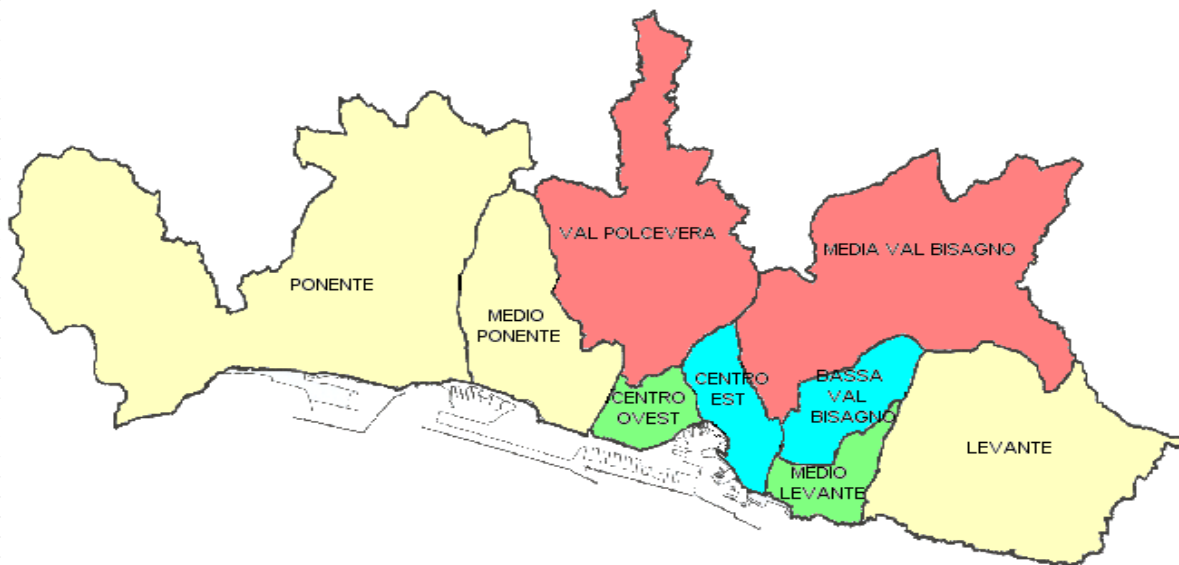 VAL POLCEVERA
MEDIA VAL BISAGNO
PONENTE
MEDIO
PONENTE
CENTRO
OVEST
CENTRO
EST
BASSA
VAL
BISAGNO
MEDIO
LEVANTE
LEVANTE